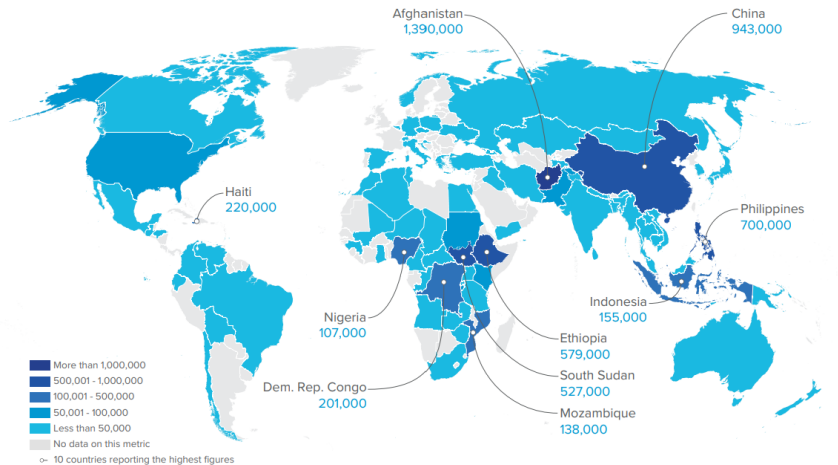 Afghanistan
1,390,000
China
943,000
Haiti
220,000
Philippines
700,000
Nigeria
107,000
Indonesia
155,000
Ethiopia
579,000
South Sudan
527,000
Dem. Rep. Congo
201,000
Mozambique
138,000
More than 1,000,000
500,001 - 1,000,000
100,001 - 500,000
50,001 - 100,000
Less than 50,000
No data on this metric
10 countries reporting the highest figures